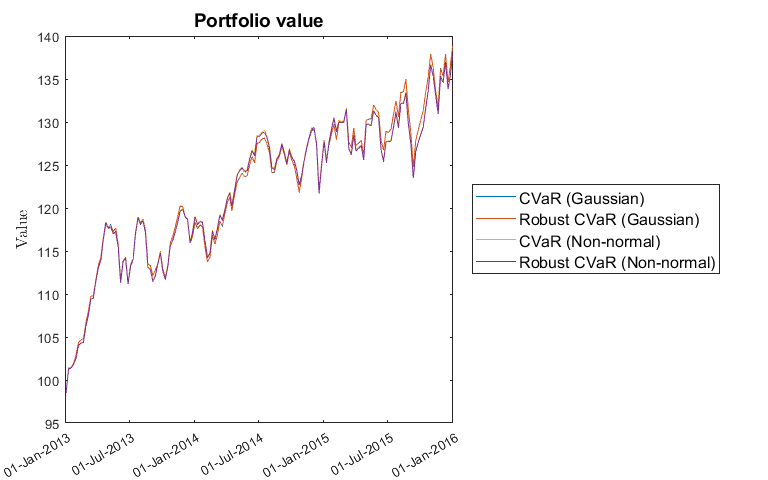 Portfolio value
140
135
130
125
120
115
110
105
100
95
Value
01-Jan-2013
01-Jul-2013
01-Jan-2014
01-Jul-2014
01-Jan-2015
01-Jul-2015
01-Jan-2016
CVaR (Gaussian)
Robust CVaR (Gaussian)
CVaR (Non-normal)
Robust CVaR (Non-normal)